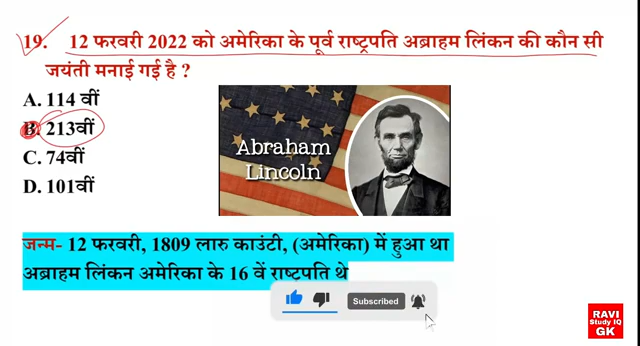 19. 12 फरवरी 2022 को अमेरिका के पूर्व राष्ट्रपति अब्राहम लिंकन की कौन सी
जयंती मनाई गई है ?
A. 114 वीं
B. 213वीं
C. 74वीं
D. 101वीं
Abraham
Lincoln
जन्म- 12 फरवरी, 1809 लारु काउंटी, (अमेरिका) में हुआ था
अब्राहम लिंकन अमेरिका के 16 वें राष्ट्रपति थे
Subscribed
RAVI
Study IQ
GK